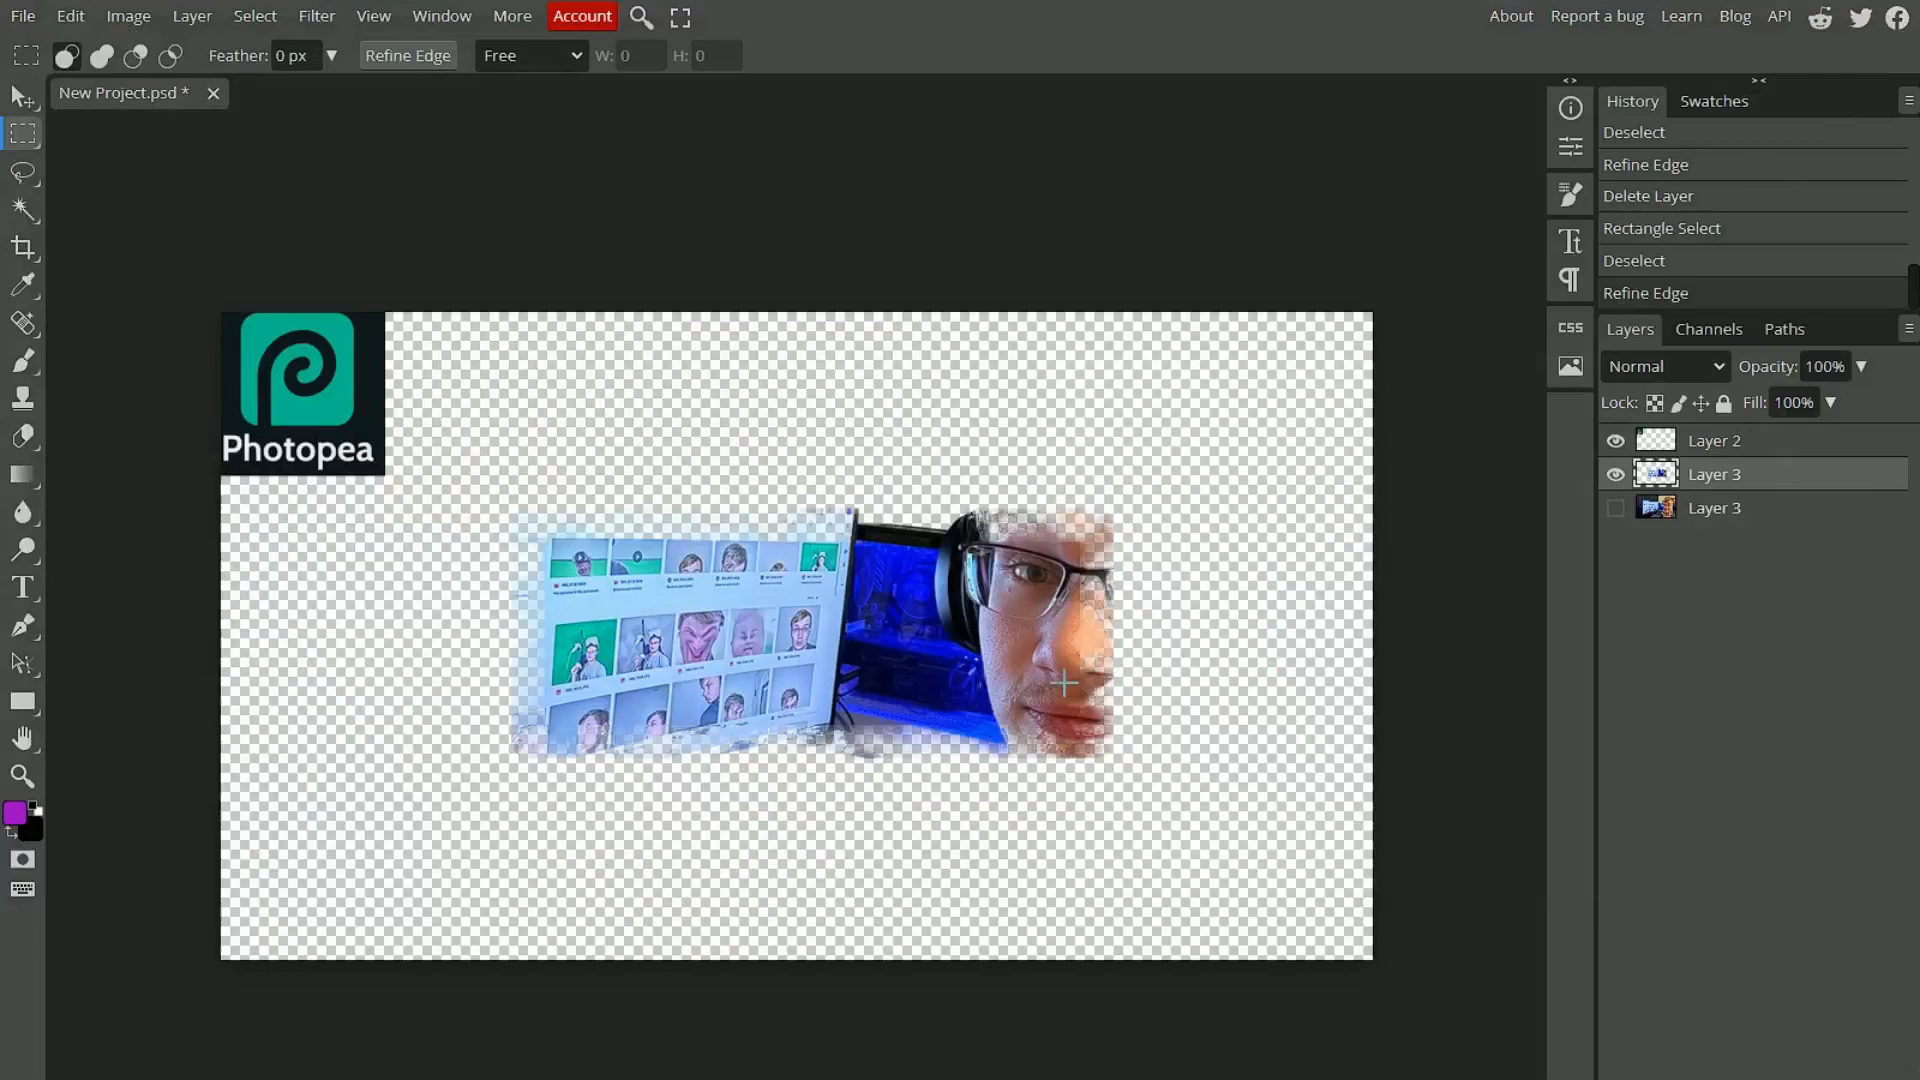 File Edit Image Layer Select Filter View Window More Account
About Report a bug Learn Blog API
Feather: 0 px Refine Edge Free W: 0 H: 0
New Project.psd *
History Swatches
Deselect
Refine Edge
Delete Layer
Rectangle Select
Deselect
Refine Edge
CSS
Layers Channels Paths
Normal Opacity: 100%
Lock: Fill: 100%
Layer 2
Layer 3
Layer 3
Photopea